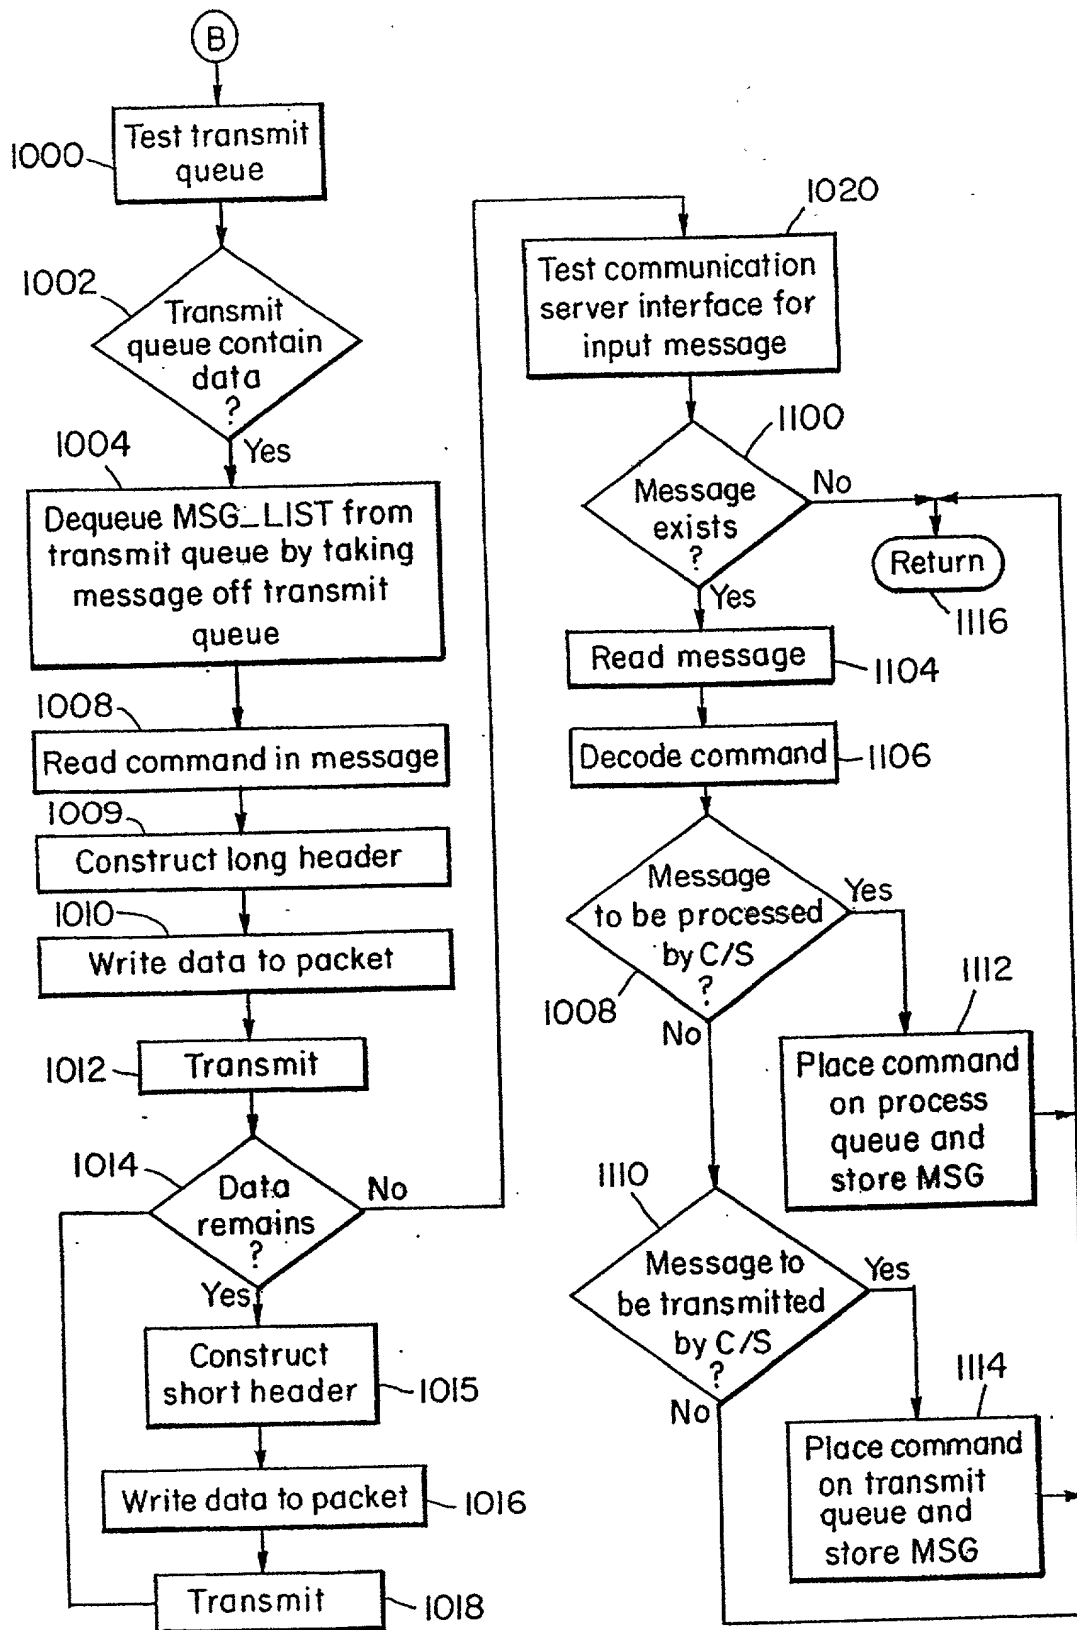 B
1000
Test transmit
queue
1002
Transmit
queue contain
data
?
Yes
1004
Dequeue MSG_LIST from
transmit queue by taking
message off transmit
queue
1008
Read command in message
1009
Construct long header
1010
Write data to packet
1012
Transmit
1014
Data
remains
?
No
Yes
Construct
short header
1015
Write data to packet
1016
Transmit
1018
1020
Test communication
server interface for
input message
1100
Message
exists
?
No
Return
1116
Yes
Read message
1104
Decode command
1106
Message
to be processed
by C/S
?
Yes
1008
No
1112
Place command
on process
queue and
store MSG
1110
Message to
be transmitted
by C/S
?
Yes
No
1114
Place command
on transmit
queue and
store MSG